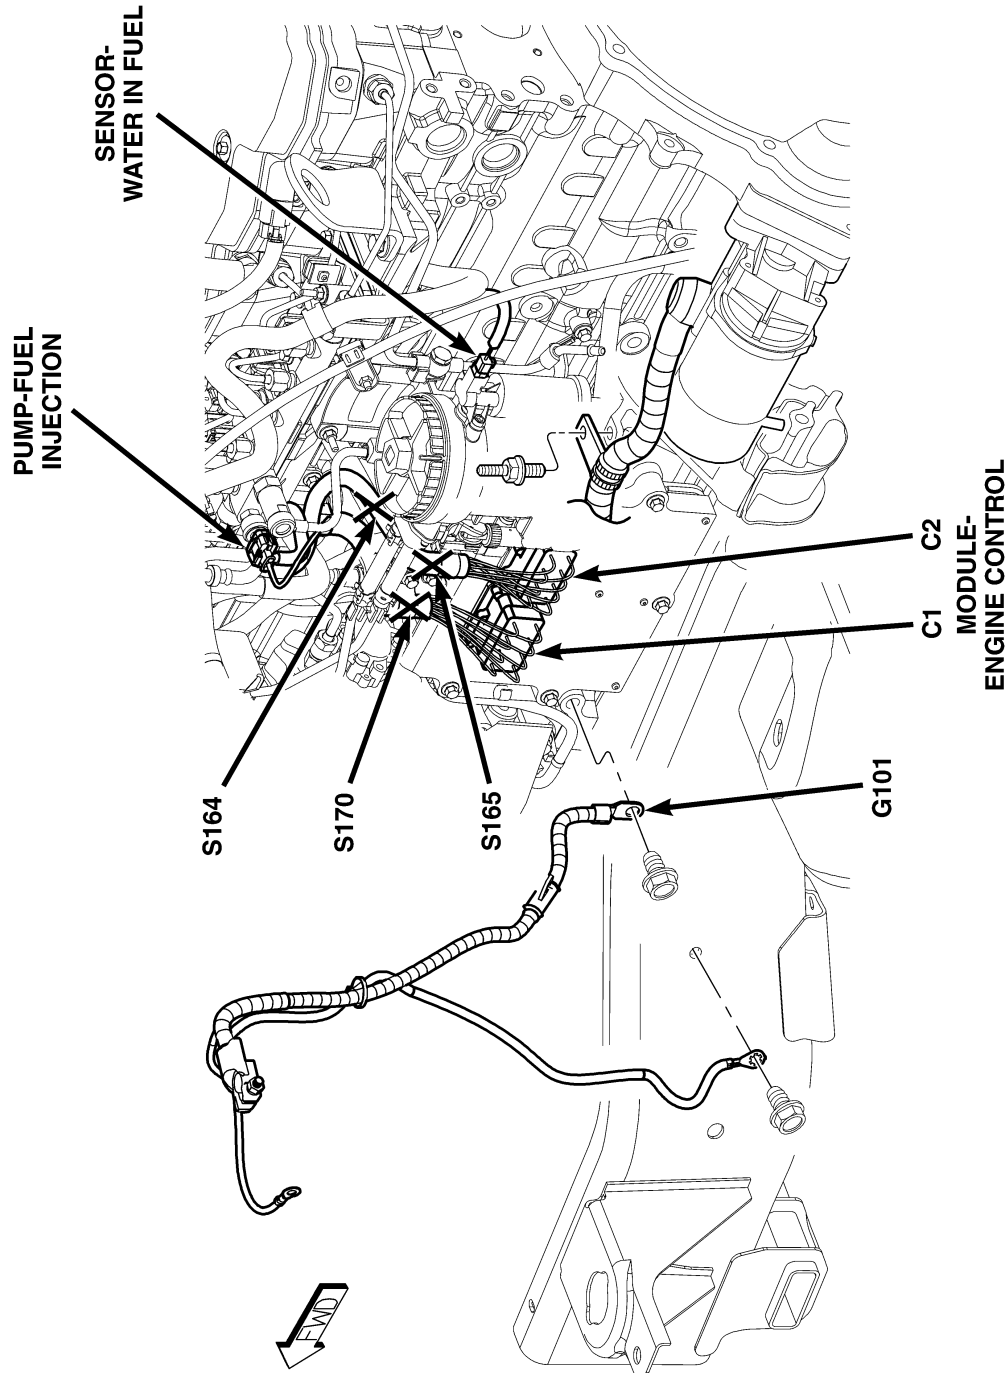 SENSOR-
WATER IN FUEL
PUMP-FUEL
INJECTION
C2
C1
MODULE-
ENGINE CONTROL
S164
S170
S165
G101
FWD